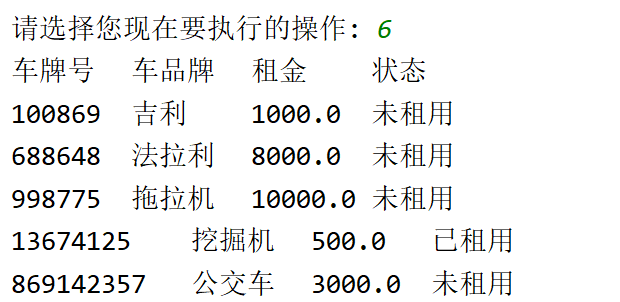 请选择您现在要执行的操作: 6
车牌号 车品牌 租金 状态
100869 吉利 1000.0 未租用
688648 法拉利 8000.0 未租用
998775 拖拉机 10000.0 未租用
13674125 挖掘机 500.0 已租用
869142357 公交车 3000.0 未租用